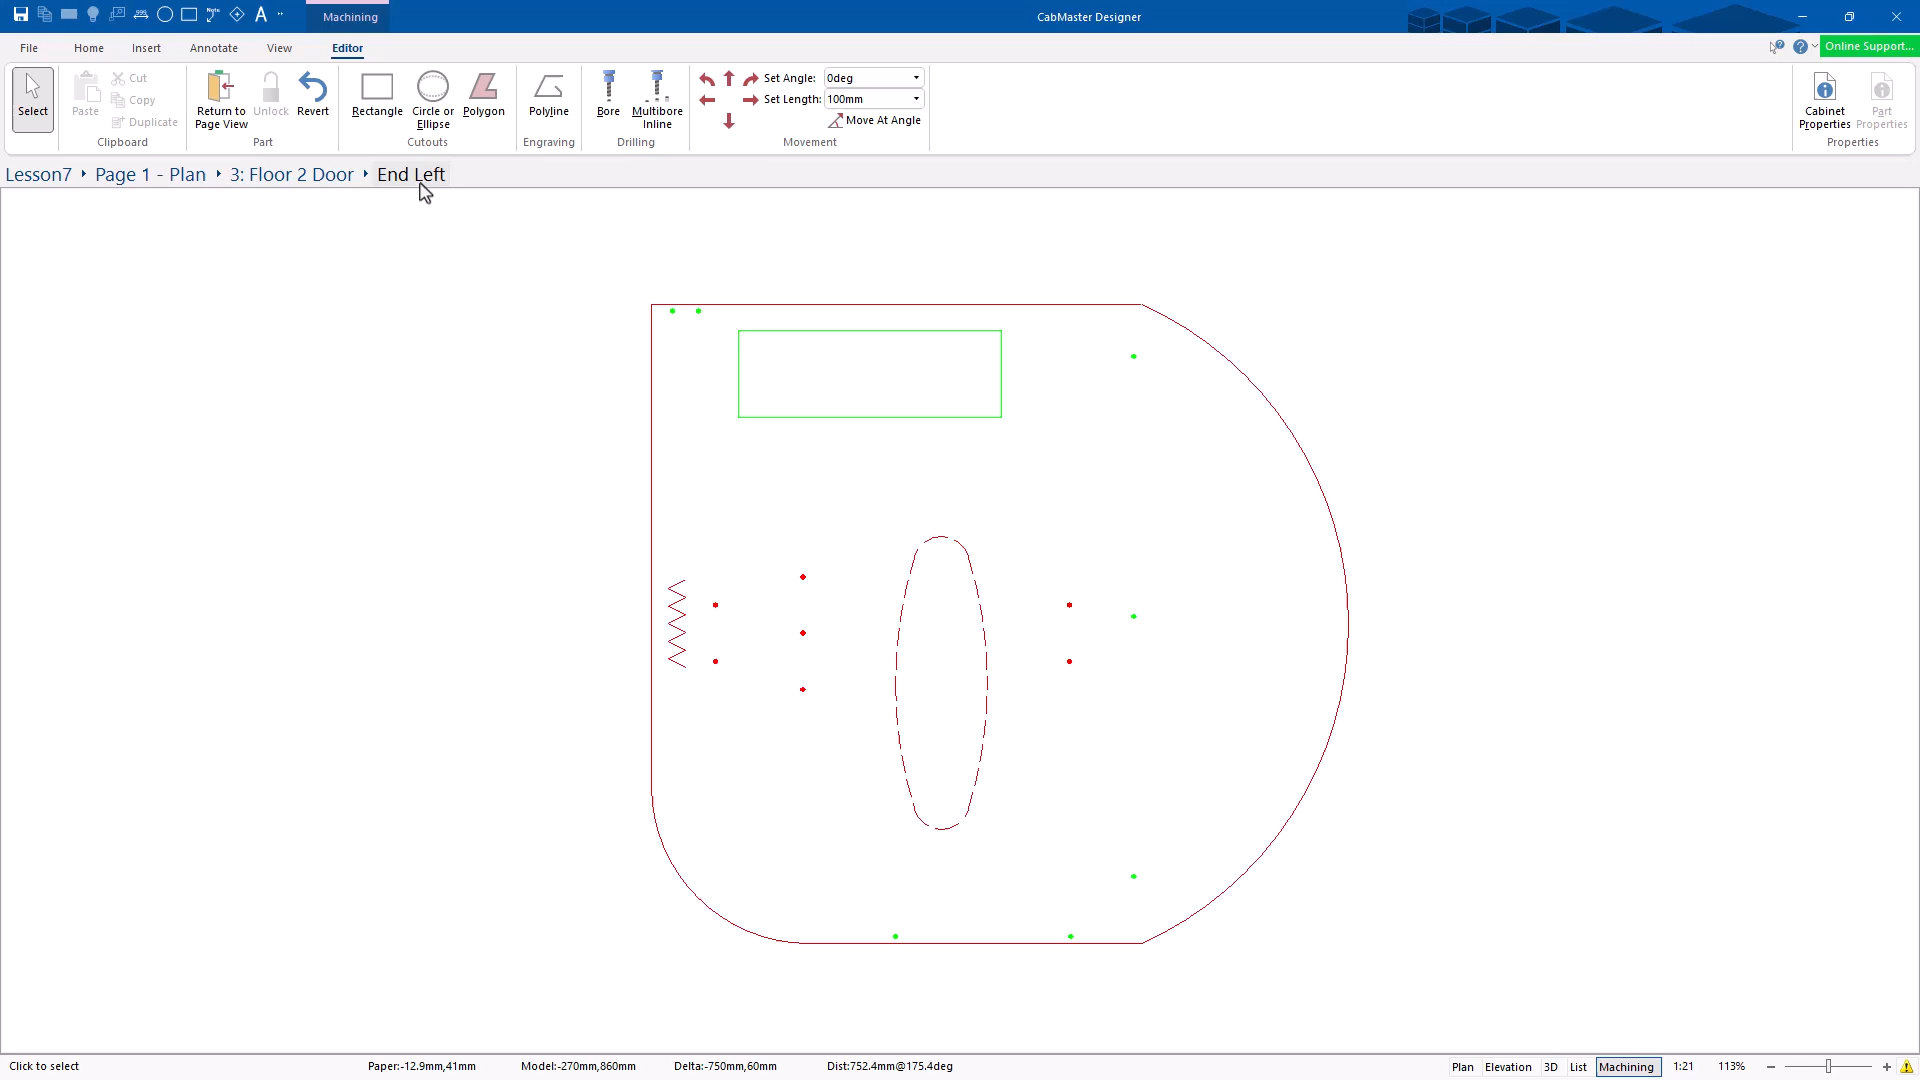 Machining
CabMaster Designer
File Home Insert Annotate View Editor
Online Support...
Select
Paste
Cut
Copy
Duplicate
Clipboard
Return to Page View
Unlock
Revert
Part
Rectangle
Circle or Ellipse
Polygon
Cutouts
Polyline
Engraving
Bore
Multibore Inline
Drilling
Set Angle: 0deg
Set Length: 100mm
Move At Angle
Movement
Cabinet Properties
Part Properties
Properties
Lesson7 Page 1 - Plan 3: Floor 2 Door End Left
Click to select Paper:-12.9mm,41mm Model:-270mm,860mm Delta:-750mm,60mm Dist:752.4mm@175.4deg Plan Elevation 3D List Machining 1:21 113%